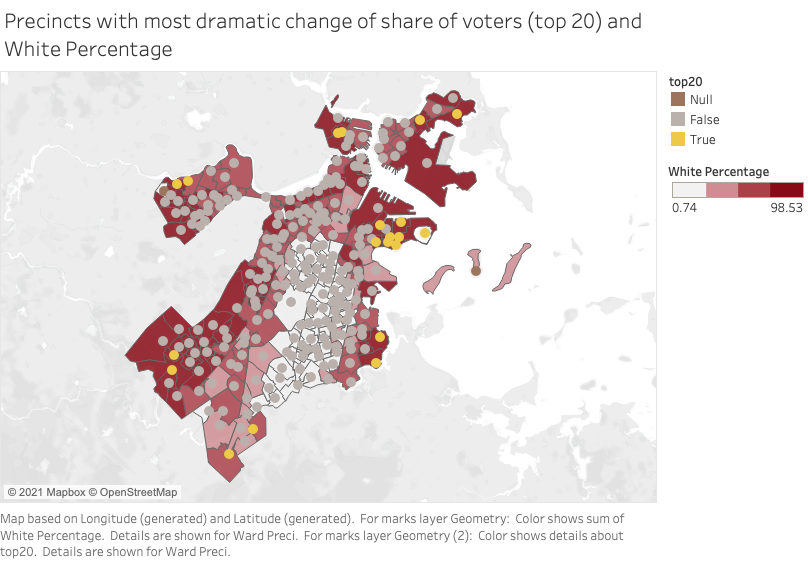 Precincts with most dramatic change of share of voters (top 20) and
White Percentage
top20
Null
False
True
White Percentage
0.74 98.53
© 2021 Mapbox © OpenStreetMap
Map based on Longitude (generated) and Latitude (generated). For marks layer Geometry: Color shows sum of
White Percentage. Details are shown for Ward Preci. For marks layer Geometry (2): Color shows details about
top20. Details are shown for Ward Preci.